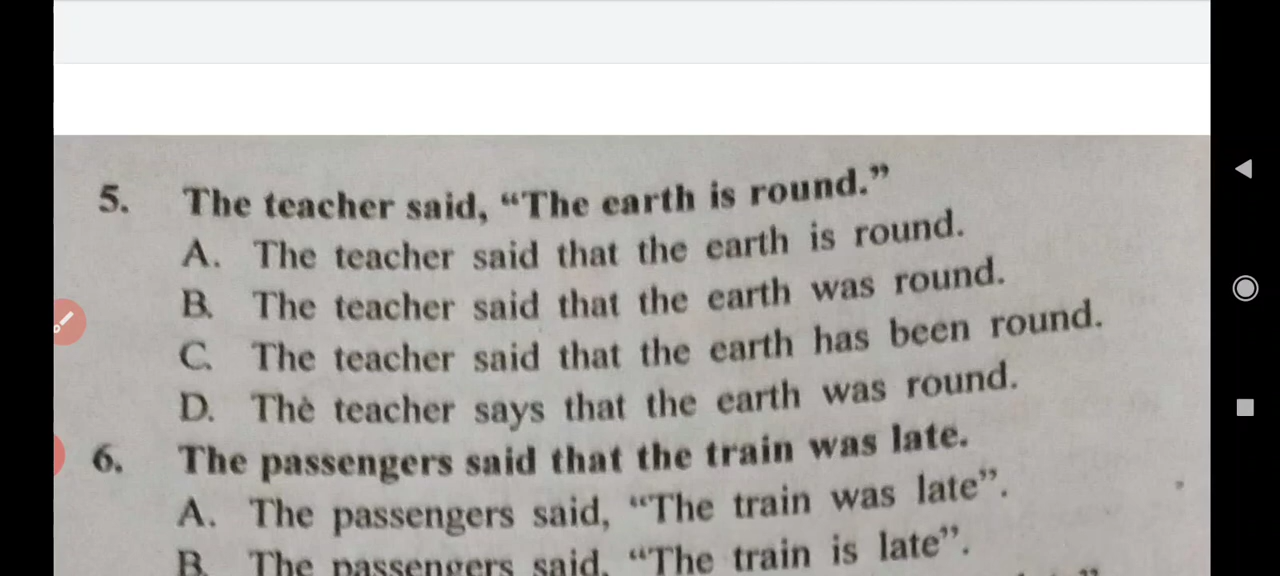 5. The teacher said, “The earth is round.”
A. The teacher said that the earth is round.
B. The teacher said that the earth was round.
C. The teacher said that the earth has been round.
D. The teacher says that the earth was round.
6. The passengers said that the train was late.
A. The passengers said, “The train was late”.
B. The passengers said, “The train is late”.